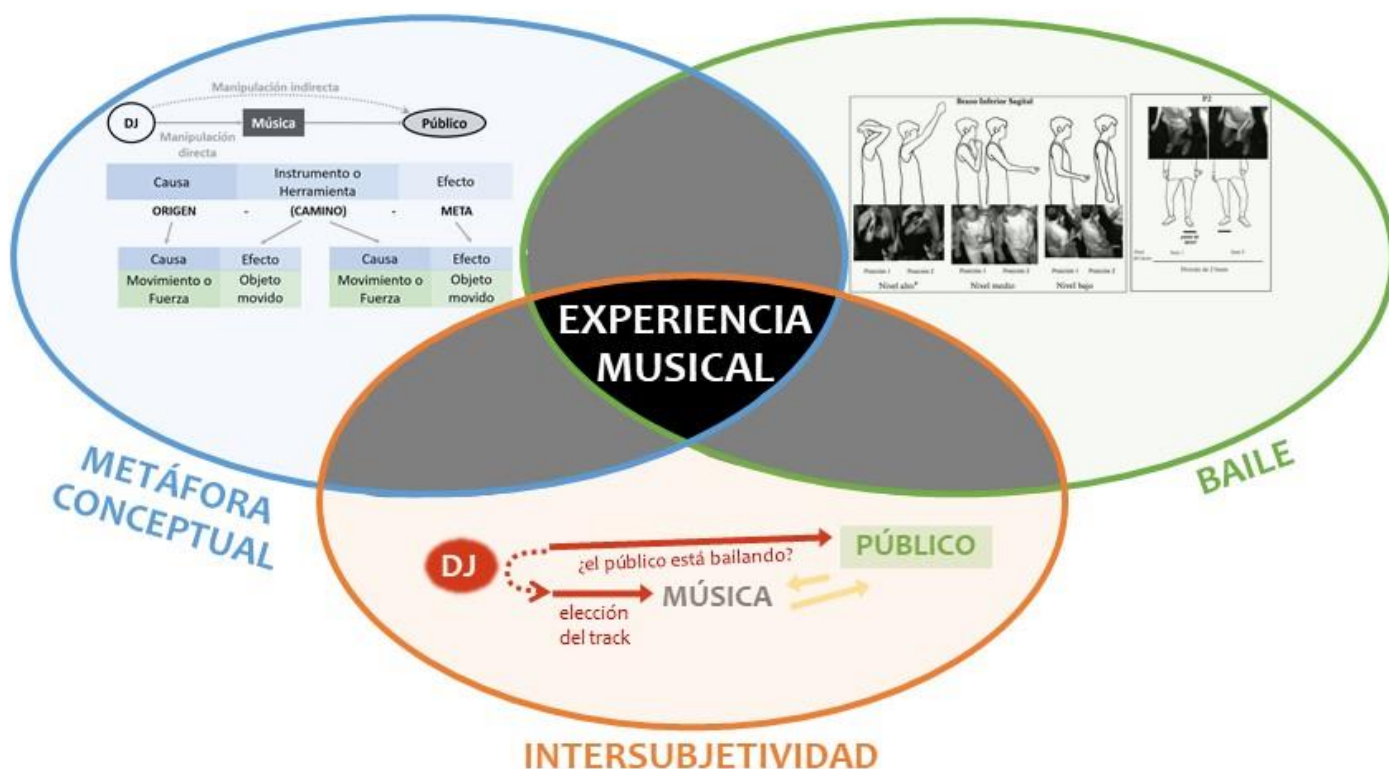 Manipulación indirecta
DJ
Música
Público
Manipulación
directa
Causa
Instrumento o
Herramienta
Efecto
ORIGEN - (CAMINO) - META
Causa
Efecto
Causa
Efecto
Movimiento o
Fuerza
Objeto
movido
Movimiento o
Fuerza
Objeto
movido
Brazo Inferior Sagital
Posición 1 Posición 2
Posición 1 Posición 2
Posición 1 Posición 2
Nivel alto*
Nivel medio
Nivel bajo
P2
EXPERIENCIA
MUSICAL
METÁFORA
CONCEPTUAL
BAILE
DJ
¿el público está bailando?
PÚBLICO
MÚSICA
elección
del track
INTERSUBJETIVIDAD